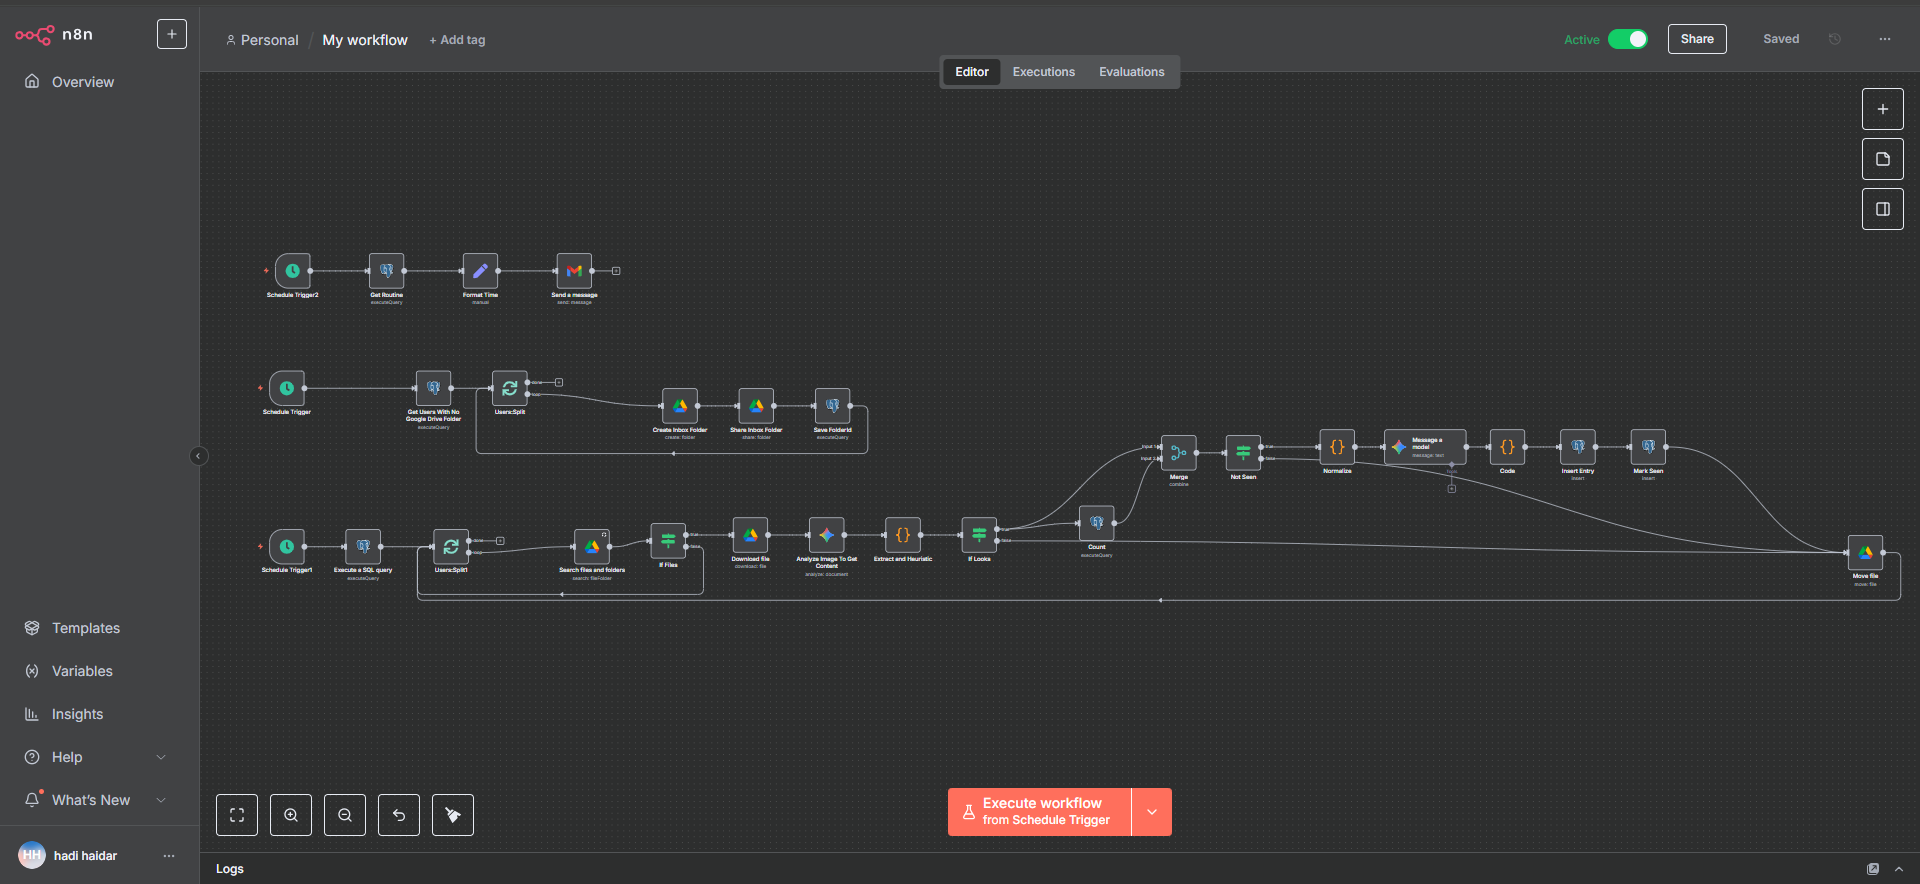 n8n
+
Personal / My workflow + Add tag
Active
Share
Saved
Editor
Executions
Evaluations
Overview
Schedule Trigger2
Get Routine
executeQuery
Format Time
manual
Send a message
send: message
Schedule Trigger
Get Users With No
Google Drive Folder
executeQuery
Users:Split
done
loop
Create Inbox Folder
create: folder
Share Inbox Folder
share: folder
Save FolderId
executeQuery
Schedule Trigger1
Execute a SQL query
executeQuery
Users:Split1
done
loop
Search files and folders
search: fileFolder
If Files
true
false
Download file
download: file
Analyze Image To Get
Content
analyze: document
Extract and Heuristic
If Looks
true
false
Count
executeQuery
Input 1
Input 2
Merge
combine
Not Seen
true
false
Normalize
Message a
model
message: text
Tools
Code
Insert Entry
insert
Mark Seen
insert
Move file
move: file
Templates
Variables
Insights
Help
What's New
HH hadi haidar
Execute workflow
from Schedule Trigger
Logs